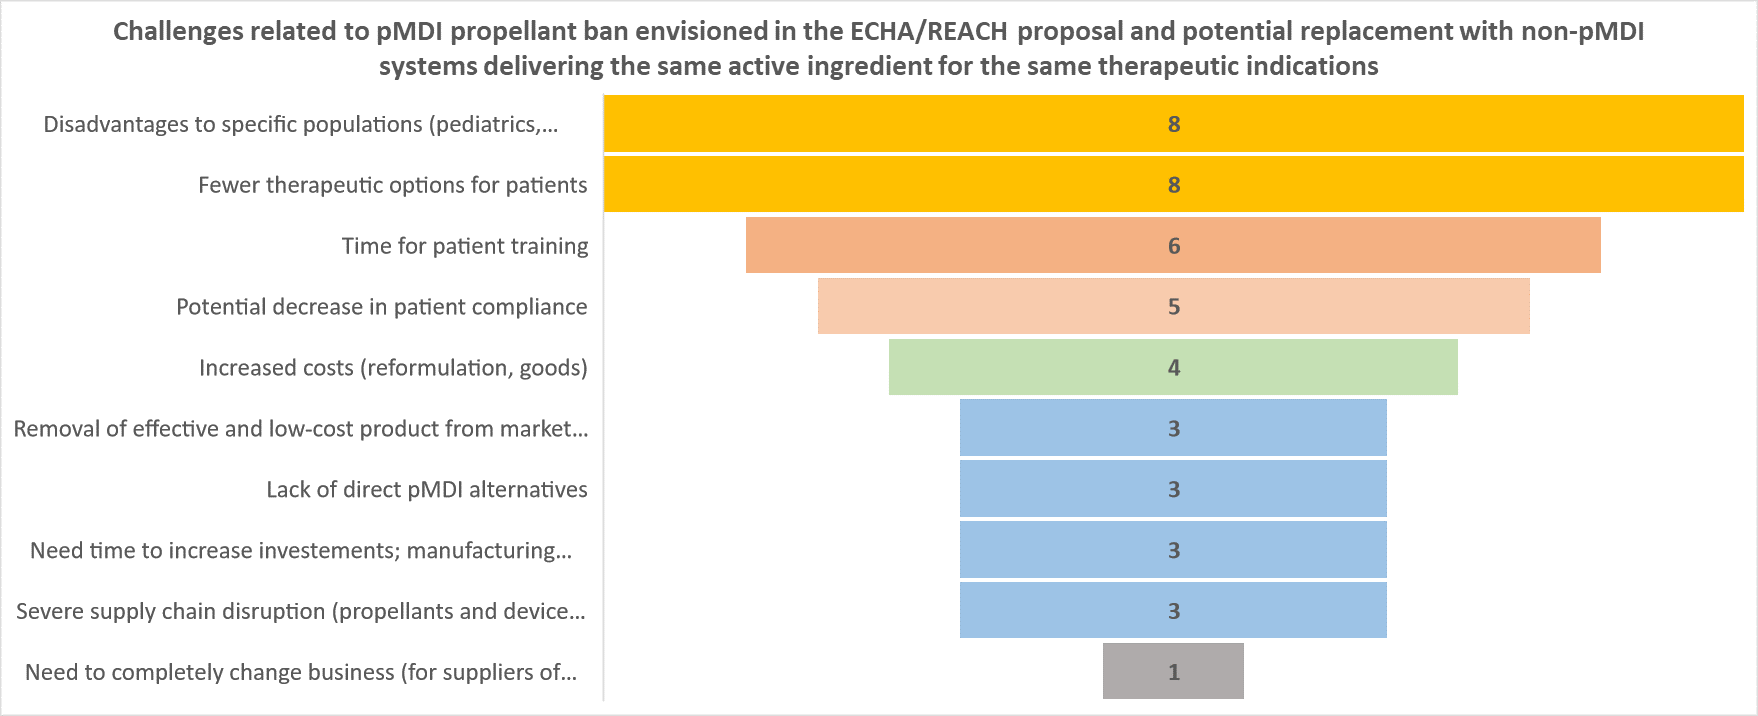 Challenges related to pMDI propellant ban envisioned in the ECHA/REACH proposal and potential replacement with non-pMDI
systems delivering the same active ingredient for the same therapeutic indications
Disadvantages to specific populations (pediatrics,...
8
Fewer therapeutic options for patients
8
Time for patient training
6
Potential decrease in patient compliance
5
Increased costs (reformulation, goods)
4
Removal of effective and low-cost product from market...
3
Lack of direct pMDI alternatives
3
Need time to increase investements; manufacturing...
3
Severe supply chain disruption (propellants and device...
3
Need to completely change business (for suppliers of...
1